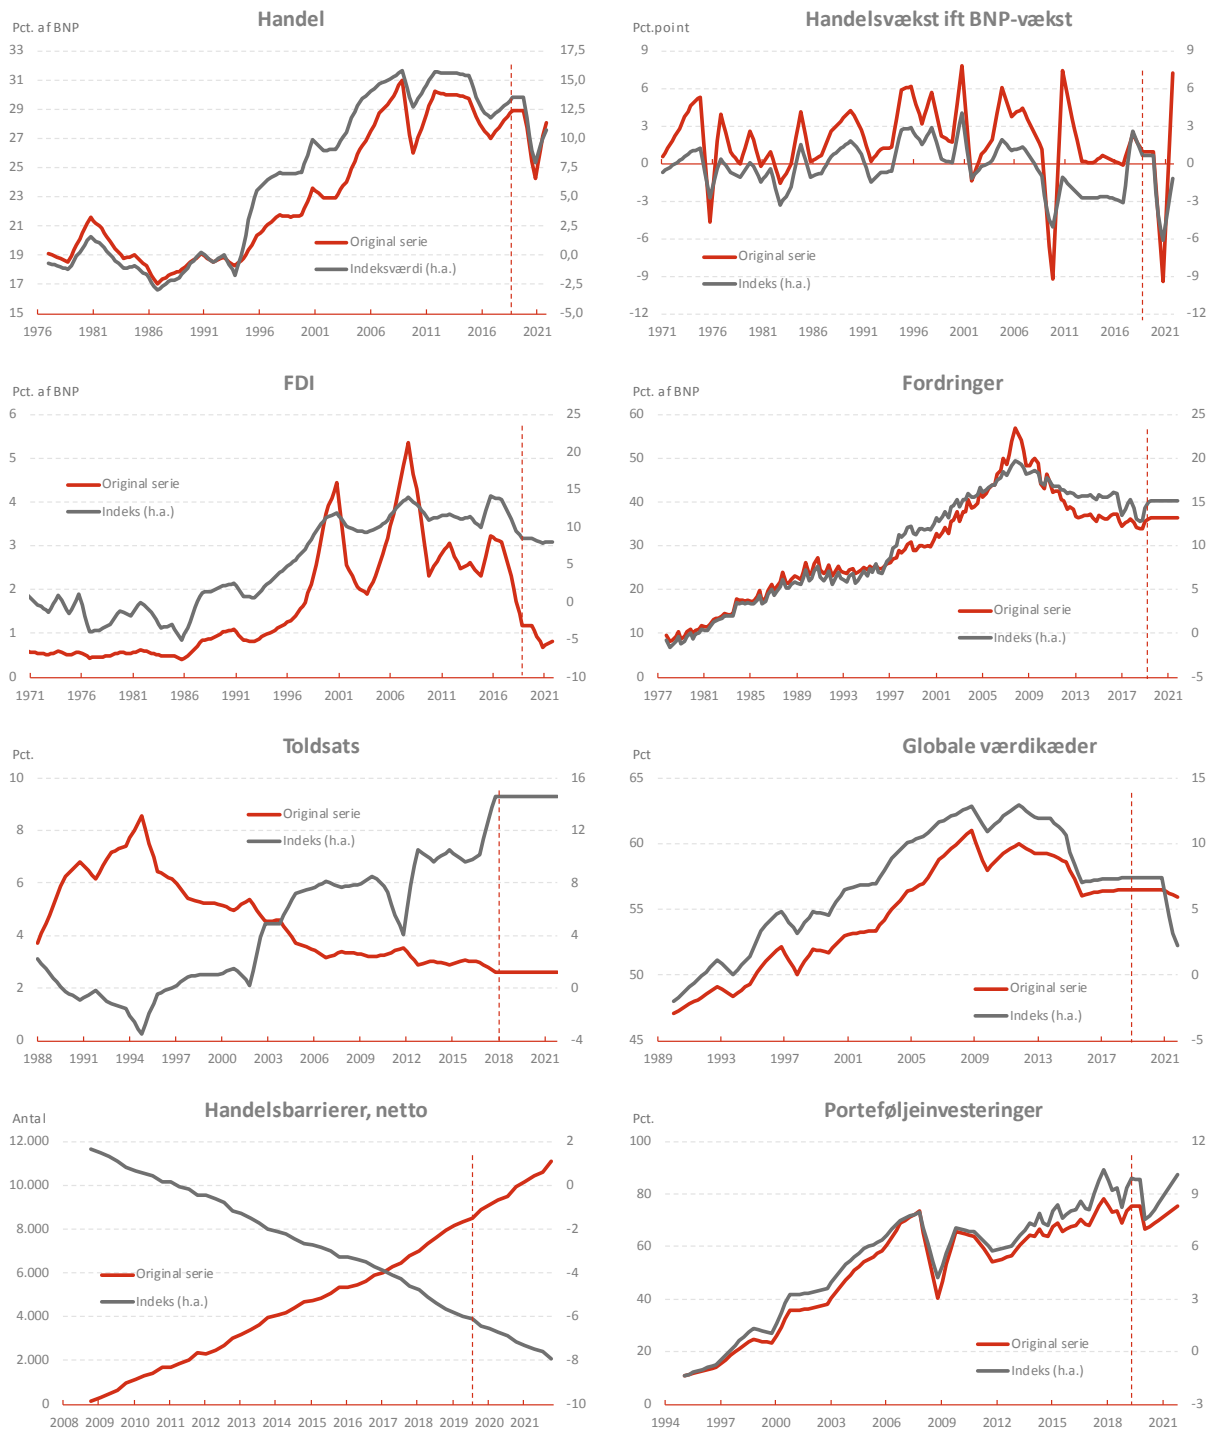 Handel
Pct. af BNP
33
31
29
27
25
23
21
19
17
15
17,5
15,0
12,5
10,0
7,5
5,0
2,5
0,0
-2,5
-5,0
Original serie
Indeksværdi (h.a.)
1976 1981 1986 1991 1996 2001 2006 2011 2016 2021
Handelsvækst ift BNP-vækst
Pct.point
9
6
3
0
-3
-6
-9
-12
9
6
3
0
-3
-6
-9
-12
Original serie
Indeks (h.a.)
1971 1976 1981 1986 1991 1996 2001 2006 2011 2016 2021
FDI
Pct. af BNP
6
5
4
3
2
1
0
25
20
15
10
5
0
-5
-10
Original serie
Indeks (h.a.)
1971 1976 1981 1986 1991 1996 2001 2006 2011 2016 2021
Fordringer
Pct. af BNP
60
50
40
30
20
10
0
25
20
15
10
5
0
-5
Original serie
Indeks (h.a.)
1977 1981 1985 1989 1993 1997 2001 2005 2009 2013 2017 2021
Toldsats
Pct.
10
8
6
4
2
0
16
12
8
4
0
-4
Original serie
Indeks (h.a.)
1988 1991 1994 1997 2000 2003 2006 2009 2012 2015 2018 2021
Globale værdikæder
Pct
65
60
55
50
45
15
10
5
0
-5
Original serie
Indeks (h.a.)
1989 1993 1997 2001 2005 2009 2013 2017 2021
Handelsbarrierer, netto
Antal
12.000
10.000
8.000
6.000
4.000
2.000
0
2
0
-2
-4
-6
-8
-10
Original serie
Indeks (h.a.)
2008 2009 2010 2011 2012 2013 2014 2015 2016 2017 2018 2019 2020 2021
Porteføljeinvesteringer
Pct.
100
80
60
40
20
0
12
9
6
3
0
-3
Original serie
Indeks (h.a.)
1994 1997 2000 2003 2006 2009 2012 2015 2018 2021